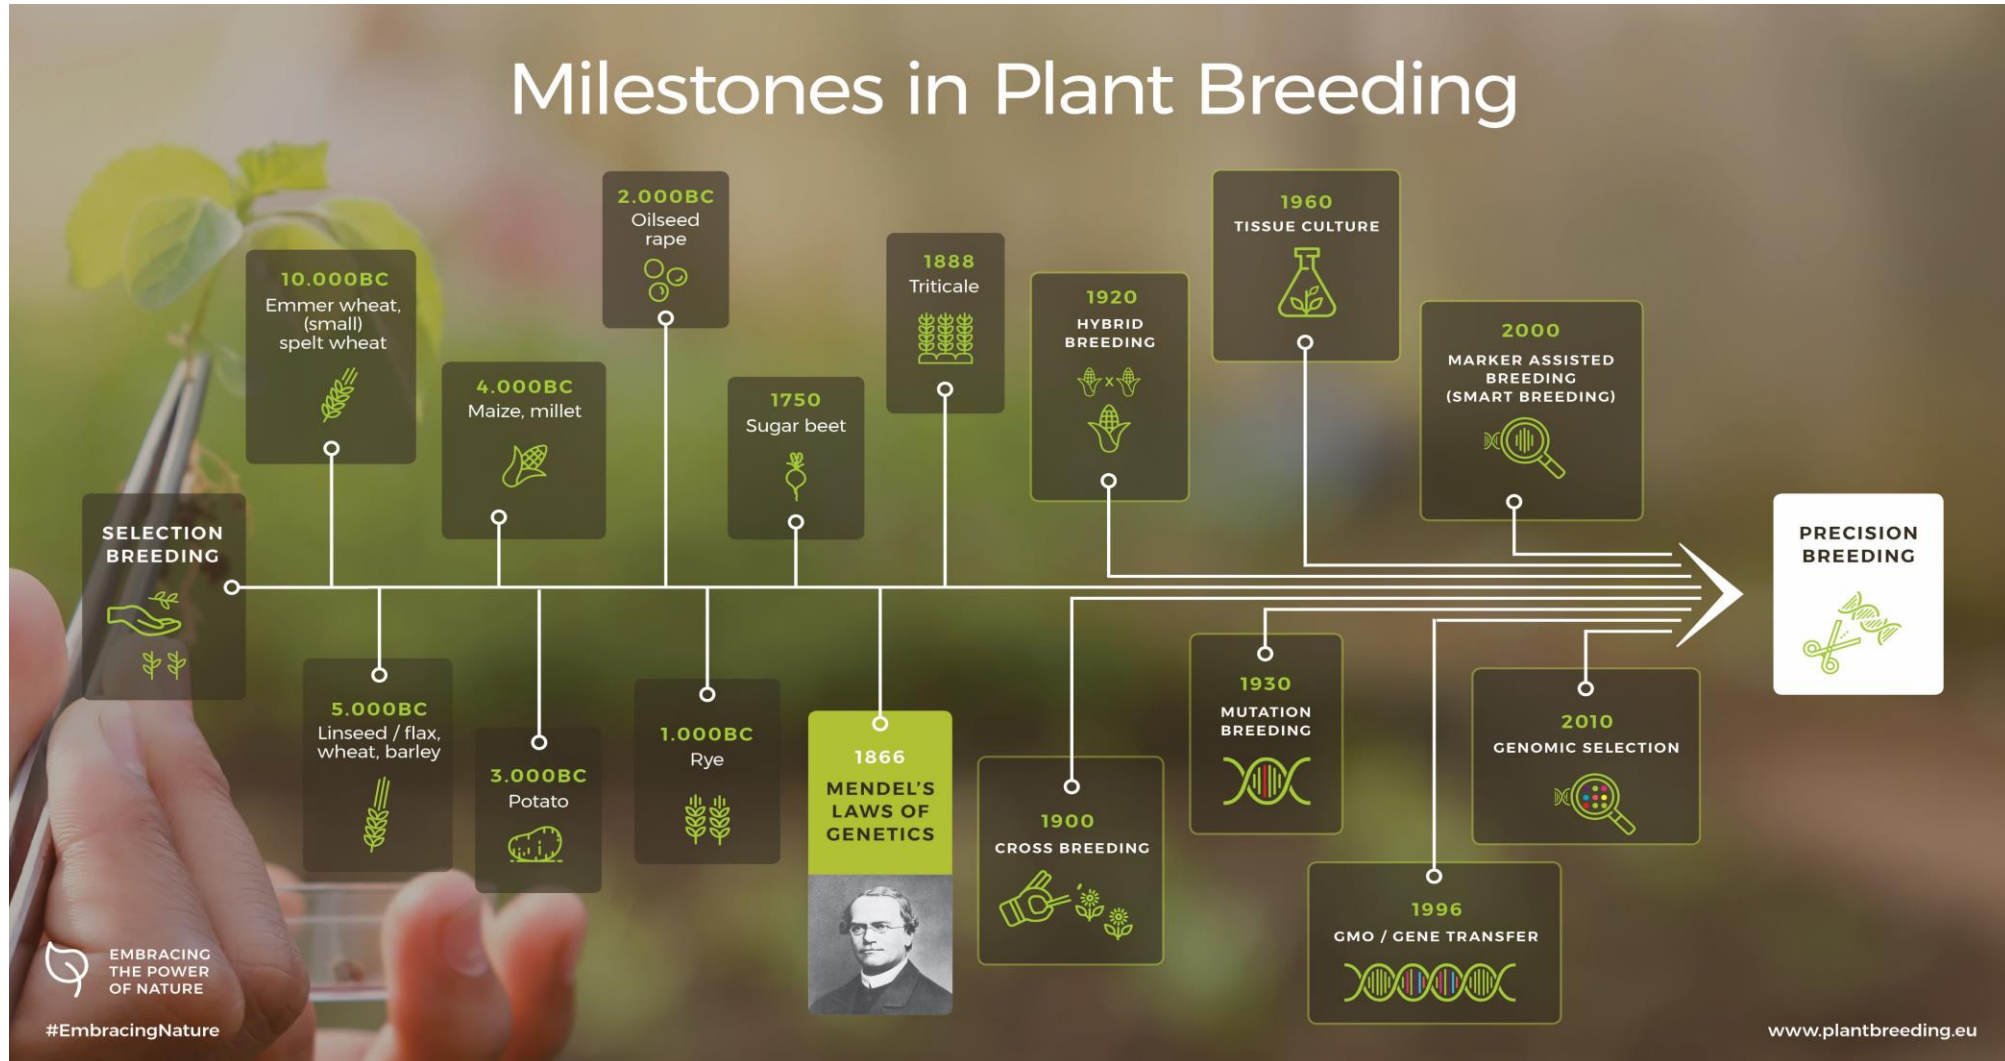 Milestones in Plant Breeding
SELECTION
BREEDING
10.000BC
Emmer wheat,
(small)
spelt wheat
5.000BC
Linseed / flax,
wheat, barley
4.000BC
Maize, millet
3.000BC
Potato
2.000BC
Oilseed
rape
1.000BC
Rye
1750
Sugar beet
1866
MENDEL'S
LAWS OF
GENETICS
1888
Triticale
1900
CROSS BREEDING
1920
HYBRID
BREEDING
x
1930
MUTATION
BREEDING
1960
TISSUE CULTURE
1996
GMO / GENE TRANSFER
2000
MARKER ASSISTED
BREEDING
(SMART BREEDING)
2010
GENOMIC SELECTION
PRECISION
BREEDING
EMBRACING
THE POWER
OF NATURE
#EmbracingNature
www.plantbreeding.eu